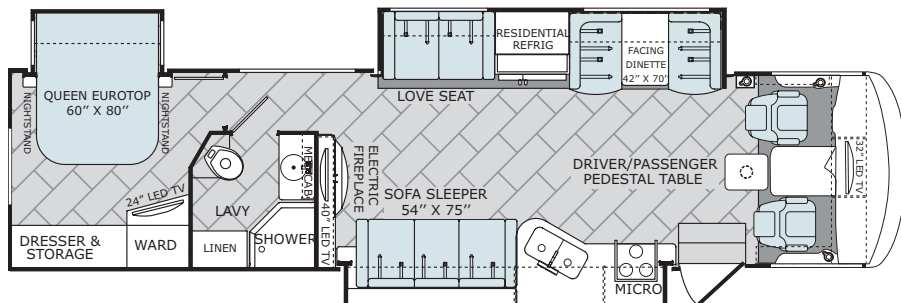 QUEEN EUROTOP
60" X 80"
NIGHTSTAND
NIGHTSTAND
24" LED TV
DRESSER &
STORAGE
WARD
LAVY
LINEN
SHOWER
MEDCAB
40" LED TV
ELECTRIC
FIREPLACE
LOVE SEAT
RESIDENTIAL
REFRIG
FACING
DINETTE
42" X 70"
SOFA SLEEPER
54" X 75"
MICRO
DRIVER/PASSENGER
PEDESTAL TABLE
32" LED TV